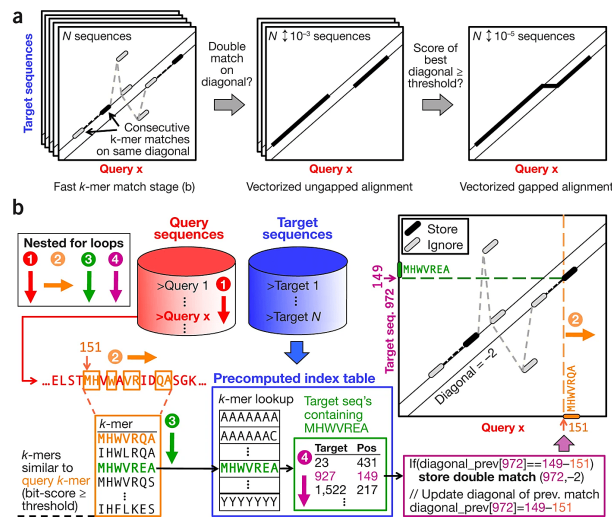 a
Target sequences
N sequences
Consecutive
k-mer matches
on same diagonal
Query x
Fast k-mer match stage (b)
Double
match
on
diagonal?
N ↕10⁻³ sequences
Query x
Vectorized ungapped alignment
Score of
best
diagonal ≥
threshold?
N ↕10⁻⁵ sequences
Query x
Vectorized gapped alignment
b
Nested for loops
1 2 3 4
Query
sequences
>Query 1
>Query x
1
Target
sequences
>Target 1
>Target N
151
2
...ELSTMHVWAVRIDQASGK...
k-mers
similar to
query k-mer
(bit-score ≥
threshold)
k-mer
MHWVRQA
IHWLRQA
MHWVREA
MHWVRQS
IHFLKES
3
Precomputed index table
k-mer lookup
AAAAAAA
AAAAAAC
MHWVREA
YYYYYYY
Target seq's
containing
MHWVREA
4
Target Pos
23 431
927 149
1,522 217
Store
Ignore
Target seq. 972
149
MHWVREA
Diagonal = –2
2
MHWVRQA
151
Query x
If(diagonal_prev[972]==149–151)
store double match (972,–2)
// Update diagonal of prev. match
diagonal_prev[972]=149–151